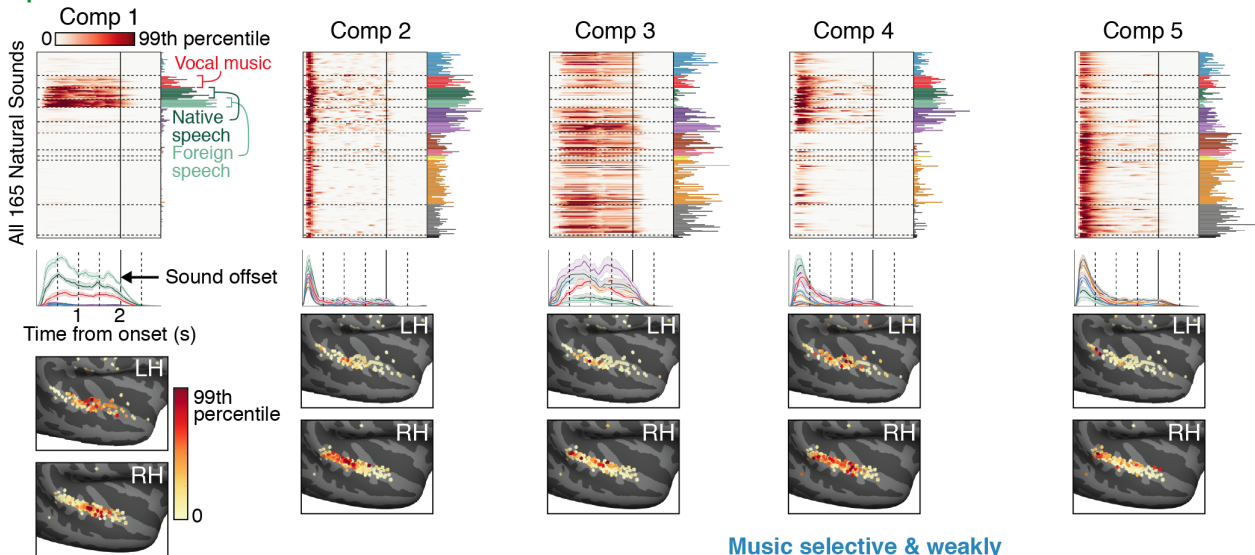 Comp 1
0 99th percentile
Comp 2
Comp 3
Comp 4
Comp 5
All 165 Natural Sounds
Vocal music
Native
speech
Foreign
speech
Sound offset
1 2
Time from onset (s)
LH
99th
percentile
0
RH
LH
RH
LH
RH
LH
RH
LH
RH
Music selective & weakly